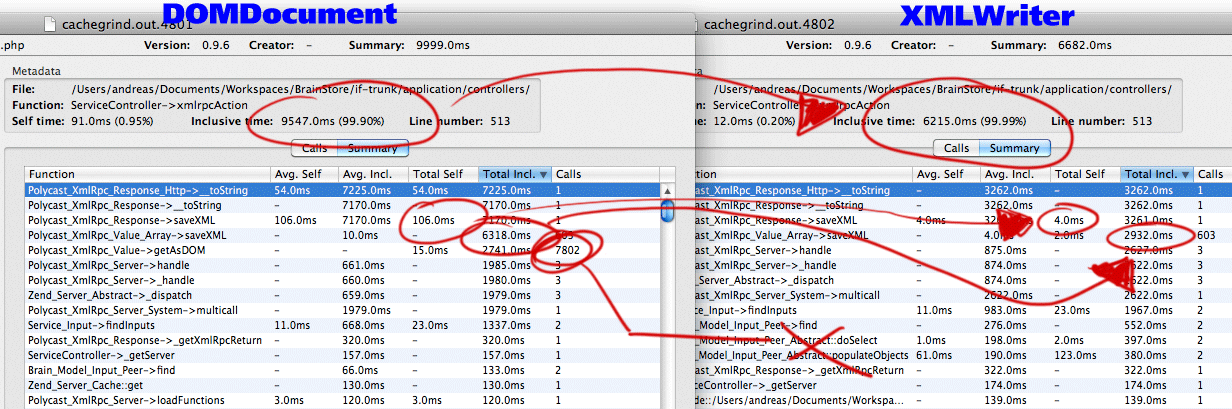 DOMDocument
XMLWriter
cachegrind.out.4801
cachegrind.out.4802
.php Version: 0.9.6 Creator: – Summary: 9999.0ms
Version: 0.9.6 Creator: – Summary: 6682.0ms
Metadata
File: /Users/andreas/Documents/Workspaces/BrainStore/if-trunk/application/controllers/
Function: ServiceController->xmlrpcAction
Self time: 91.0ms (0.95%) Inclusive time: 9547.0ms (99.90%) Line number: 513
Calls Summary
Function Avg. Self Avg. Incl. Total Self Total Incl. Calls
Polycast_XmlRpc_Response_Http->__toString 54.0ms 7225.0ms 54.0ms 7225.0ms 1
Polycast_XmlRpc_Response->__toString – 7170.0ms – 7170.0ms 1
Polycast_XmlRpc_Response->saveXML 106.0ms 7170.0ms 106.0ms 7170.0ms 1
Polycast_XmlRpc_Value_Array->saveXML – 10.0ms – 6318.0ms
Polycast_XmlRpc_Value->getAsDOM – – 15.0ms 2741.0ms 7802
Polycast_XmlRpc_Server->handle – 661.0ms – 1985.0ms 3
Polycast_XmlRpc_Server->_handle – 660.0ms – 1980.0ms 3
Zend_Server_Abstract->_dispatch – 659.0ms – 1979.0ms 3
Polycast_XmlRpc_Server_System->multicall – 1979.0ms – 1979.0ms 1
Service_Input->findInputs 11.0ms 668.0ms 23.0ms 1337.0ms 2
Polycast_XmlRpc_Server->_getXmlRpcReturn – 320.0ms – 320.0ms 1
ServiceController->_getServer – 157.0ms – 157.0ms 1
Brain_Model_Input_Peer->find – 66.0ms – 133.0ms 2
Zend_Server_Cache::get – 130.0ms – 130.0ms 1
Polycast_XmlRpc_Server->loadFunctions 3.0ms 120.0ms 3.0ms 120.0ms 1
/Users/andreas/Documents/Workspaces/BrainStore/if-trunk/application/controllers/
n: ServiceController->xmlrpcAction
ne: 12.0ms (0.20%) Inclusive time: 6215.0ms (99.99%) Line number: 513
Calls Summary
ction Avg. Self Avg. Incl. Total Self Total Incl. Calls
cast_XmlRpc_Response_Http->__toString – 3262.0ms – 3262.0ms 1
cast_XmlRpc_Response->__toString – 3262.0ms – 3262.0ms 1
cast_XmlRpc_Response->saveXML 4.0ms 4.0ms 3261.0ms 1
cast_XmlRpc_Value_Array->saveXML – 4.0ms 2.0ms 2932.0ms 603
cast_XmlRpc_Server->handle – 875.0ms – 2627.0ms 3
cast_XmlRpc_Server->_handle – 874.0ms – 2622.0ms 3
_Server_Abstract->_dispatch – 874.0ms – 2622.0ms 3
cast_XmlRpc_Server_System->multicall – 2622.0ms – 2622.0ms 1
ce_Input->findInputs 11.0ms 983.0ms 23.0ms 1967.0ms 2
_Model_Input_Peer->find – 276.0ms – 552.0ms 2
_Model_Input_Peer_Abstract::doSelect 1.0ms 198.0ms 2.0ms 397.0ms 2
_Model_Input_Peer_Abstract::populateObjects 61.0ms 190.0ms 123.0ms 380.0ms 2
cast_XmlRpc_Server->_getXmlRpcReturn – 322.0ms – 322.0ms 1
ceController->_getServer – 174.0ms – 174.0ms 1
de::/Users/andreas/Documents/Workspa... – 139.0ms – 139.0ms 1